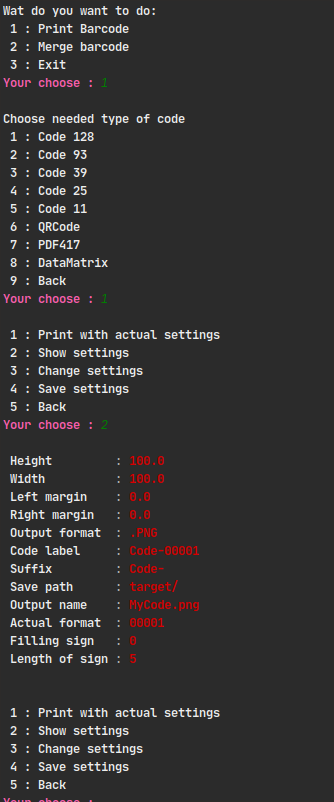 Wat do you want to do:
1 : Print Barcode
2 : Merge barcode
3 : Exit
Your choose : 1
Choose needed type of code
1 : Code 128
2 : Code 93
3 : Code 39
4 : Code 25
5 : Code 11
6 : QRCode
7 : PDF417
8 : DataMatrix
9 : Back
Your choose : 1
1 : Print with actual settings
2 : Show settings
3 : Change settings
4 : Save settings
5 : Back
Your choose : 2
Height : 100.0
Width : 100.0
Left margin : 0.0
Right margin : 0.0
Output format : .PNG
Code label : Code-00001
Suffix : Code-
Save path : target/
Output name : MyCode.png
Actual format : 00001
Filling sign : 0
Length of sign : 5
1 : Print with actual settings
2 : Show settings
3 : Change settings
4 : Save settings
5 : Back
Your choose :